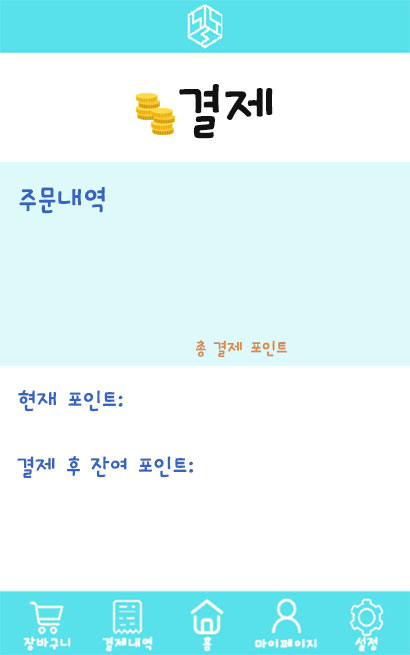 결제
주문내역
총 결제 포인트
현재 포인트:
결제 후 잔여 포인트:
장바구니 결제내역 홈 마이페이지 설정